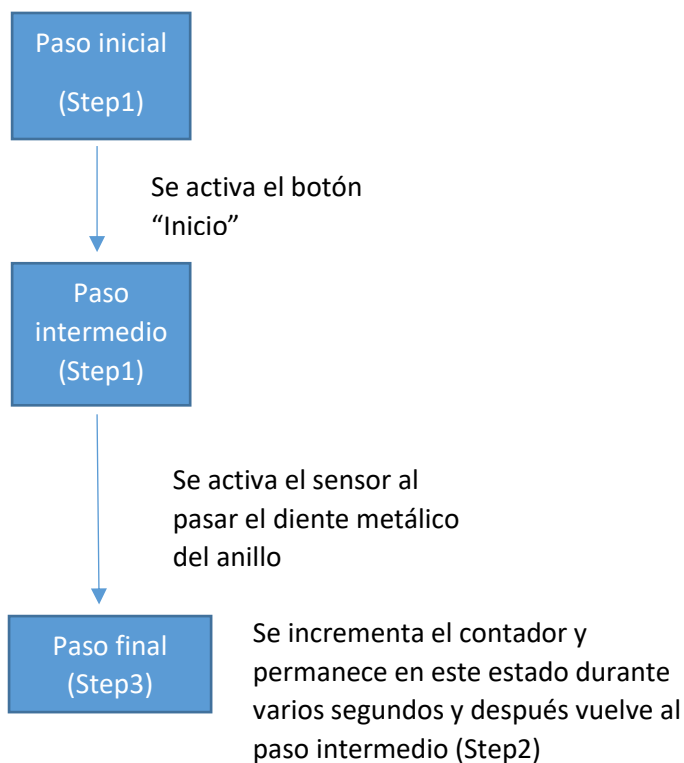 Paso inicial
(Step1)
Se activa el botón
“Inicio”
Paso
intermedio
(Step1)
Se activa el sensor al
pasar el diente metálico
del anillo
Paso final
(Step3)
Se incrementa el contador y
permanece en este estado durante
varios segundos y después vuelve al
paso intermedio (Step2)